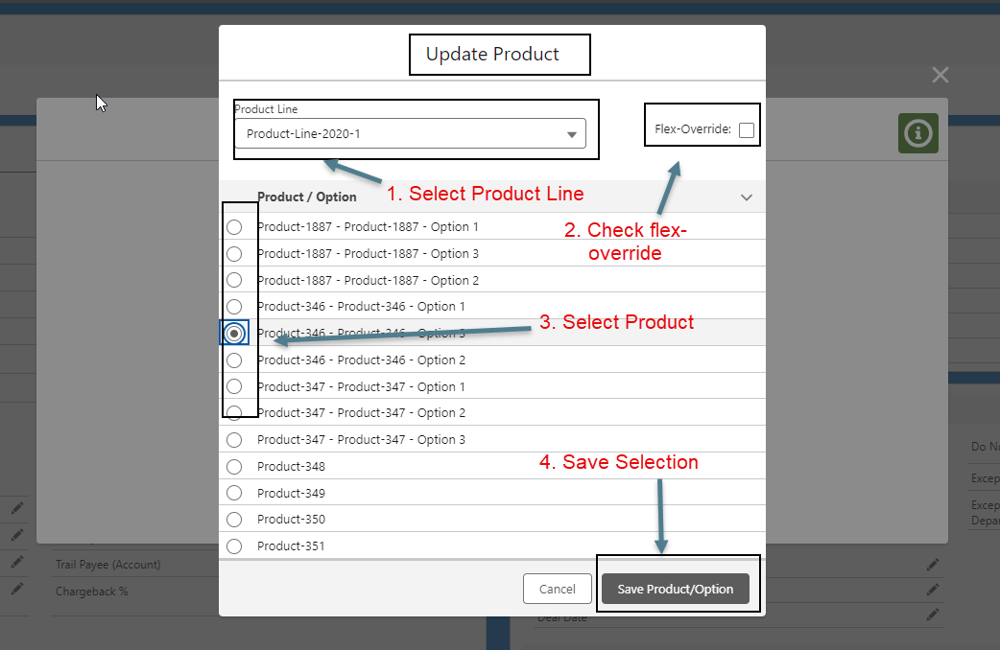 Update Product
Product Line
Product-Line-2020-1
Flex-Override:
1. Select Product Line
Product / Option
2. Check flex-
override
Product-1887 - Product-1887 - Option 1
Product-1887 - Product-1887 - Option 3
Product-1887 - Product-1887 - Option 2
Product-346 - Product-346 - Option 1
3. Select Product
Product-346 - Product-346 - Option 3
Product-346 - Product-346 - Option 2
Product-347 - Product-347 - Option 1
Product-347 - Product-347 - Option 2
Product-347 - Product-347 - Option 3
4. Save Selection
Product-348
Product-349
Product-350
Product-351
Cancel
Save Product/Option
Do
Trail Payee (Account)
Chargeback %
Deal Date